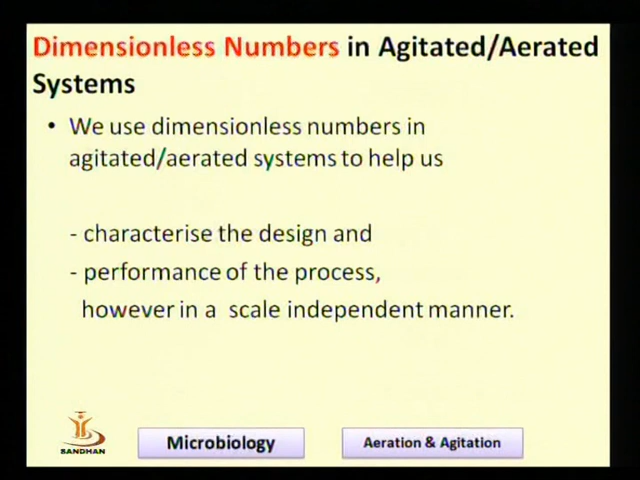 Dimensionless Numbers in Agitated/Aerated
Systems
• We use dimensionless numbers in
agitated/aerated systems to help us
- characterise the design and
- performance of the process,
however in a scale independent manner.
SANDHAN
Microbiology
Aeration & Agitation